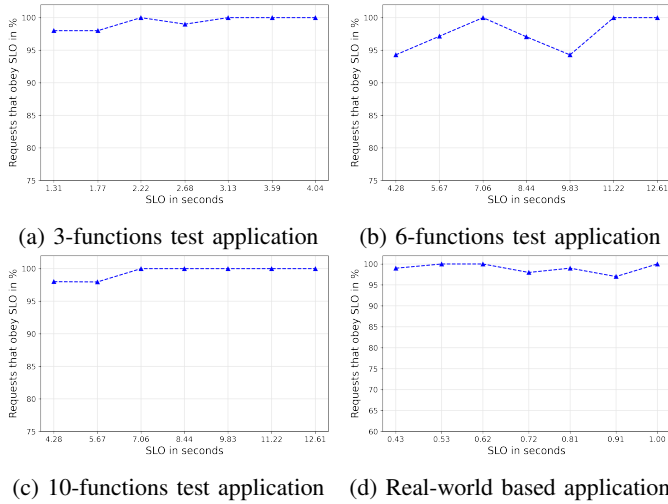 100
95
90
85
80
75
Requests that obey SLO in %
1.31 1.77 2.22 2.68 3.13 3.59 4.04
SLO in seconds
(a) 3-functions test application
100
95
90
85
80
75
Requests that obey SLO in %
4.28 5.67 7.06 8.44 9.83 11.22 12.61
SLO in seconds
(b) 6-functions test application
100
95
90
85
80
75
Requests that obey SLO in %
4.28 5.67 7.06 8.44 9.83 11.22 12.61
SLO in seconds
(c) 10-functions test application
100
95
90
85
80
75
70
65
60
Requests that obey SLO in %
0.43 0.53 0.62 0.72 0.81 0.91 1.00
SLO in seconds
(d) Real-world based application